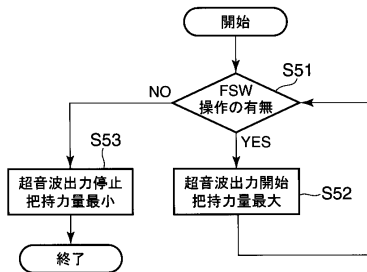 開始
S51
NO
FSW
操作の有無
YES
S53
超音波出力停止
把持力量最小
超音波出力開始
把持力量最大
S52
終了